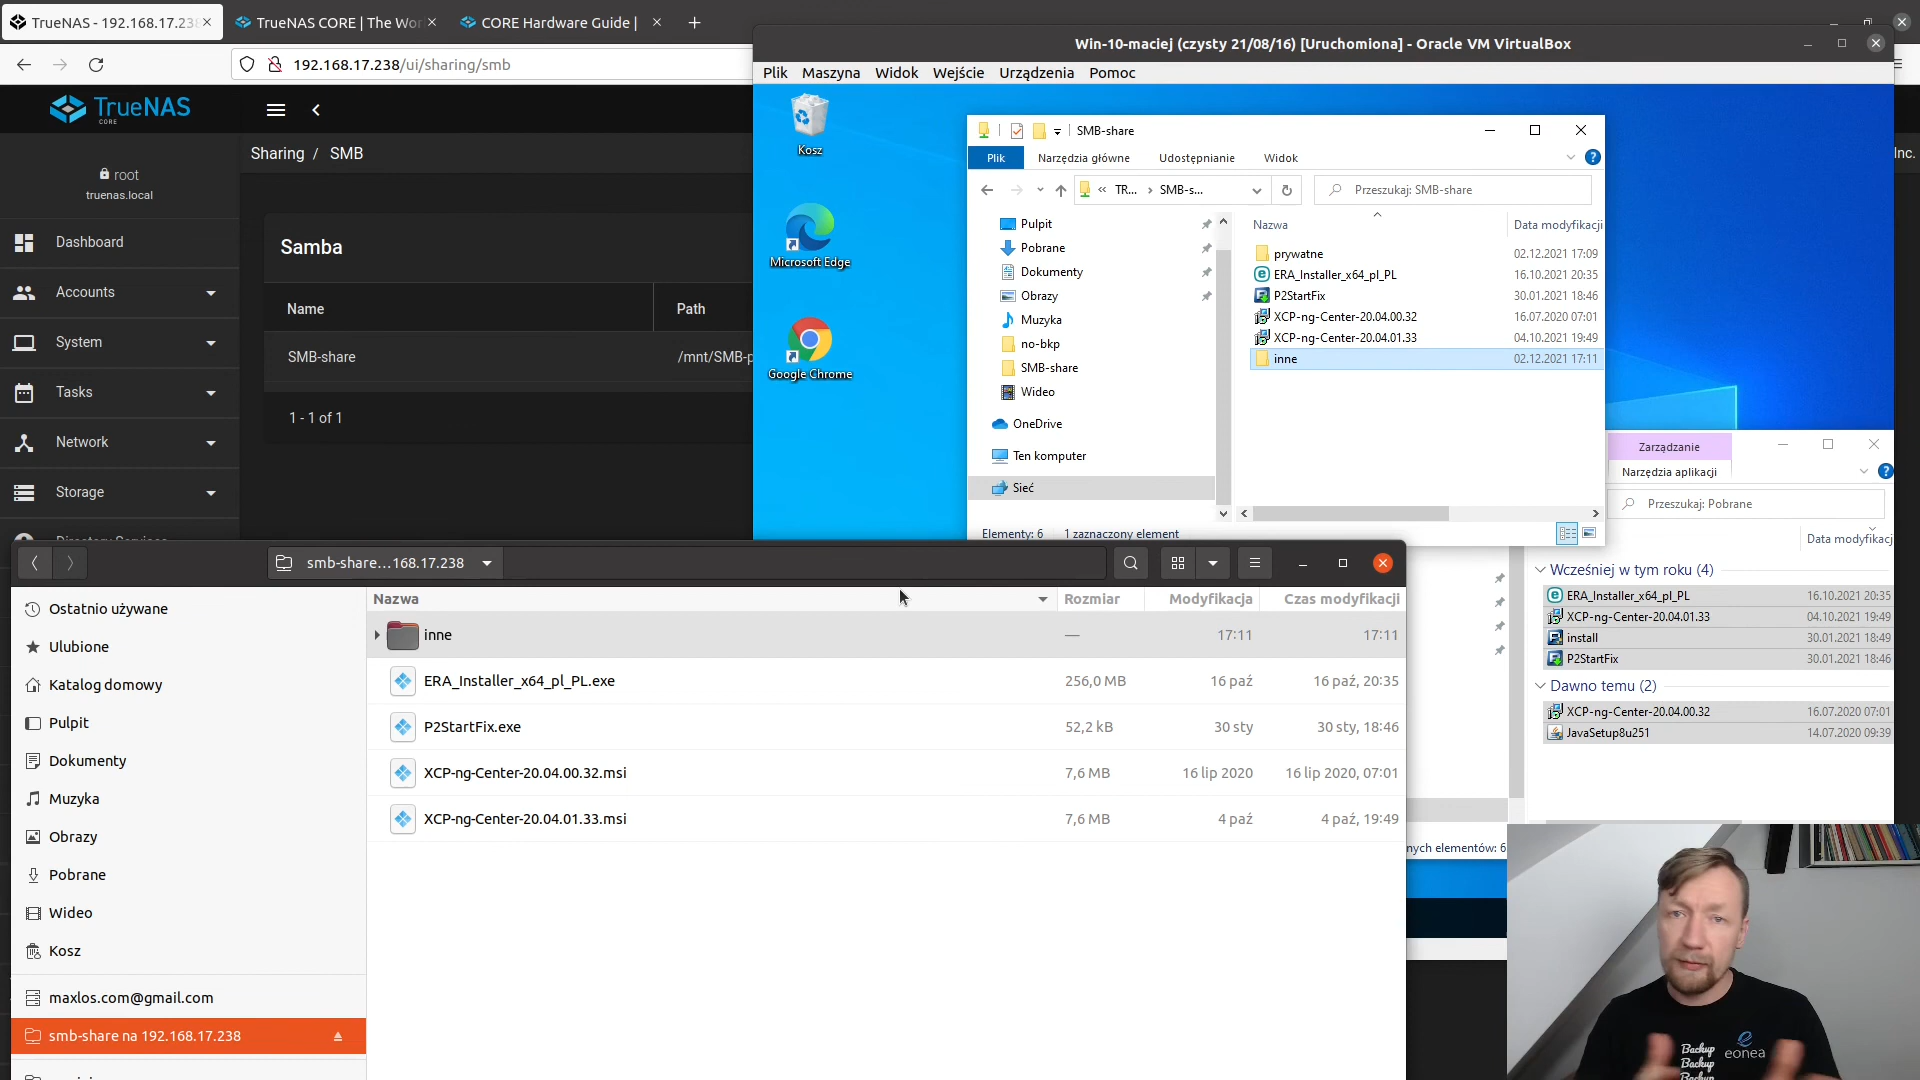 TrueNAS - 192.168.17.23
TrueNAS CORE | The Wor
CORE Hardware Guide |
192.168.17.238/ui/sharing/smb
TrueNAS
CORE
root
truenas.local
Dashboard
Accounts
System
Tasks
Network
Storage
Sharing / SMB
Samba
Name
Path
SMB-share
/mnt/SMB-p
1 - 1 of 1
Inc.
Win-10-maciej (czysty 21/08/16) [Uruchomiona] - Oracle VM VirtualBox
Plik Maszyna Widok Wejście Urządzenia Pomoc
Kosz
Microsoft Edge
Google Chrome
SMB-share
Plik
Narzędzia główne
Udostępnianie
Widok
« TR... › SMB-s...
Przeszukaj: SMB-share
Pulpit
Pobrane
Dokumenty
Obrazy
Muzyka
no-bkp
SMB-share
Wideo
OneDrive
Ten komputer
Sieć
Nazwa
Data modyfikacji
prywatne 02.12.2021 17:09
ERA_Installer_x64_pl_PL 16.10.2021 20:35
P2StartFix 30.01.2021 18:46
XCP-ng-Center-20.04.00.32 16.07.2020 07:01
XCP-ng-Center-20.04.01.33 04.10.2021 19:49
inne 02.12.2021 17:11
Elementy: 6 1 zaznaczony element
Zarządzanie
Narzędzia aplikacji
Przeszukaj: Pobrane
Data modyfikacj
Wcześniej w tym roku (4)
ERA_Installer_x64_pl_PL 16.10.2021 20:35
XCP-ng-Center-20.04.01.33 04.10.2021 19:49
install 30.01.2021 18:49
P2StartFix 30.01.2021 18:46
Dawno temu (2)
XCP-ng-Center-20.04.00.32 16.07.2020 07:01
JavaSetup8u251 14.07.2020 09:39
nych elementów: 6
smb-share…168.17.238
Ostatnio używane
Ulubione
Katalog domowy
Pulpit
Dokumenty
Muzyka
Obrazy
Pobrane
Wideo
Kosz
maxlos.com@gmail.com
smb-share na 192.168.17.238
Nazwa Rozmiar Modyfikacja Czas modyfikacji
inne — 17:11 17:11
ERA_Installer_x64_pl_PL.exe 256,0 MB 16 paź 16 paź, 20:35
P2StartFix.exe 52,2 kB 30 sty 30 sty, 18:46
XCP-ng-Center-20.04.00.32.msi 7,6 MB 16 lip 2020 16 lip 2020, 07:01
XCP-ng-Center-20.04.01.33.msi 7,6 MB 4 paź 4 paź, 19:49
Backup
Backup
eonea